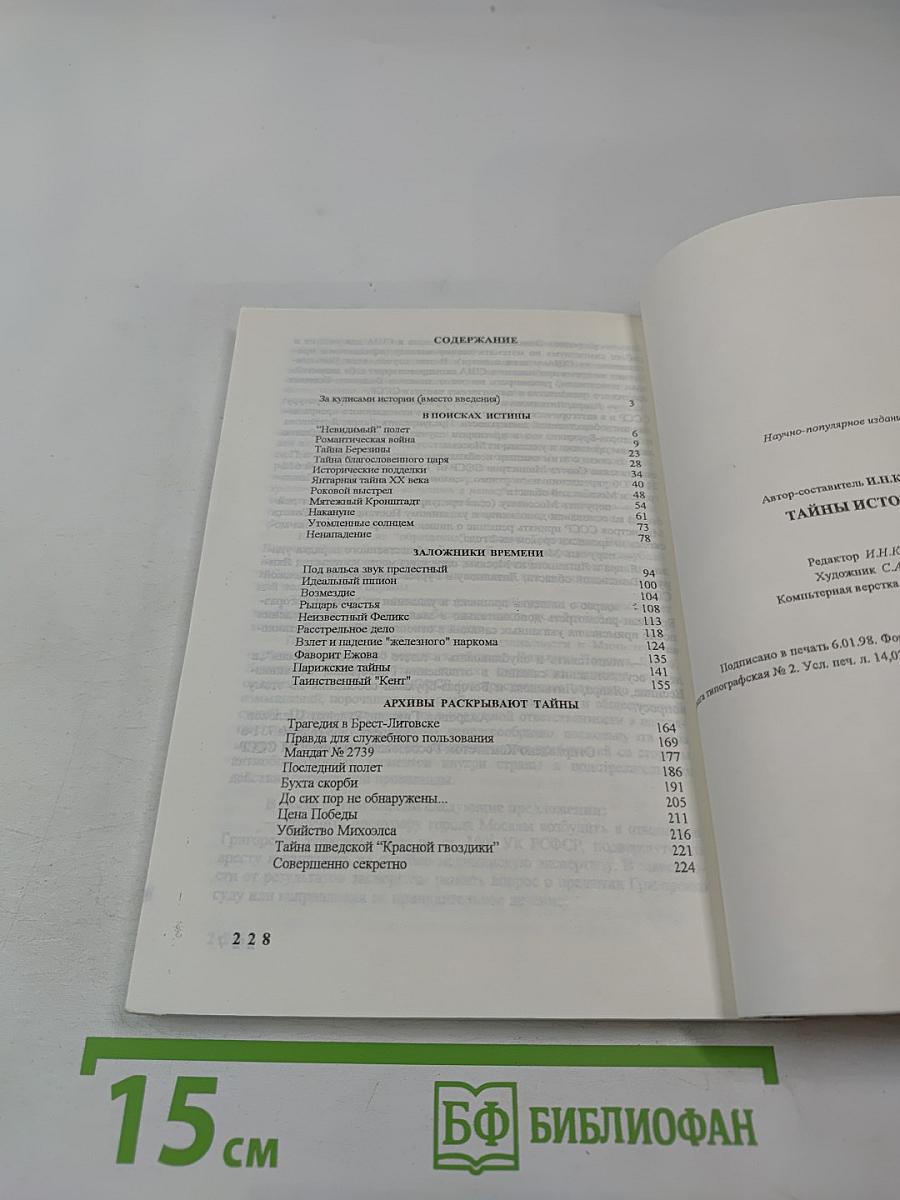 СОДЕРЖАНИЕ
За кулисами истории (вместо введения) 3
В ПОИСКАХ ИСТИНЫ
"Невидимый" полет 6
Романтическая война 9
Тайна Березины 23
Тайна благословенного царя 28
Исторические подделки 34
Янтарная тайна XX века 40
Роковой выстрел 48
Мятежный Кронштадт 54
Накануне 61
Утомленные солнцем 73
Ненападение 78
ЗАЛОЖНИКИ ВРЕМЕНИ
Под вальса звук прелестный 94
Идеальный шпион 100
Возмездие 104
Рыцарь счастья 108
Неизвестный Феликс 113
Расстрельное дело 118
Взлет и падение "железного" наркома 124
Фаворит Ежова 135
Парижские тайны 141
Таинственный "Кент" 155
АРХИВЫ РАСКРЫВАЮТ ТАЙНЫ
Трагедия в Брест-Литовске 164
Правда для служебного пользования 169
Мандат № 2739 177
Последний полет 186
Бухта скорби 191
До сих пор не обнаружены... 205
Цена Победы 211
Убийство Михоэлса 216
Тайна шведской "Красной гвоздики" 221
Совершенно секретно 224
228
Научно-популярное издани
Автор-составитель И.Н.К
ТАЙНЫ ИСТО
Редактор И.Н.К
Художник С.А
Компьтерная верстка
Подписано в печать 6.01.98. Фо
га типографская № 2. Усл. печ. л. 14,0
15 см
БФ БИБЛИОФАН